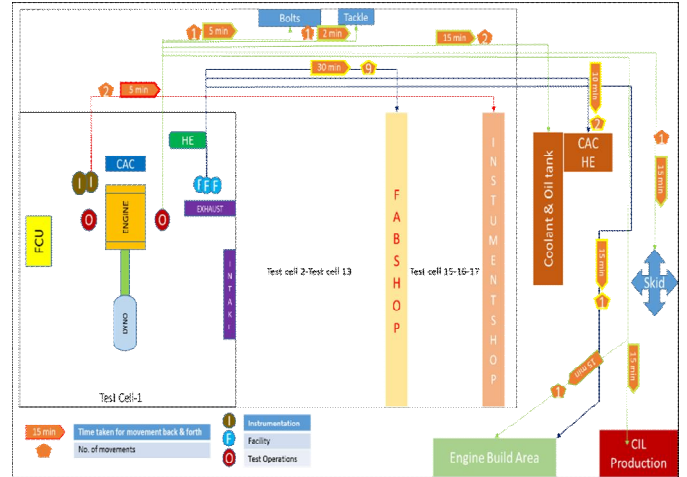 Bolts
Tackle
1
5 min
1
2 min
15 min
2
30 min
9
2
5 min
10 min
2
1
15 min
HE
CAC
I
I
F
F
O
O
ENGINE
EXHAUST
FCU
INTAKE
DYNO
Test Cell-1
Test cell 2-Test cell 13
FABSHOP
Test cell 15-16-17
INSTUMENTSHOP
Coolant & Oil tank
CAC
HE
Skid
15 min
1
15 min
1
15 min
Engine Build Area
CIL
Production
15 min
Time taken for movement back & forth
No. of movements
I
Instrumentation
F
Facility
O
Test Operations